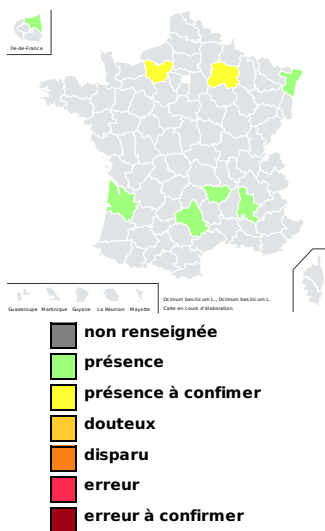 Île-de-France
Guadeloupe Martinique Guyane La Réunion Mayotte
Ocimum basilicum L., Ocimum basilicum L.
Carte en cours d'élaboration.
non renseignée
présence
présence à confimer
douteux
disparu
erreur
erreur à confirmer